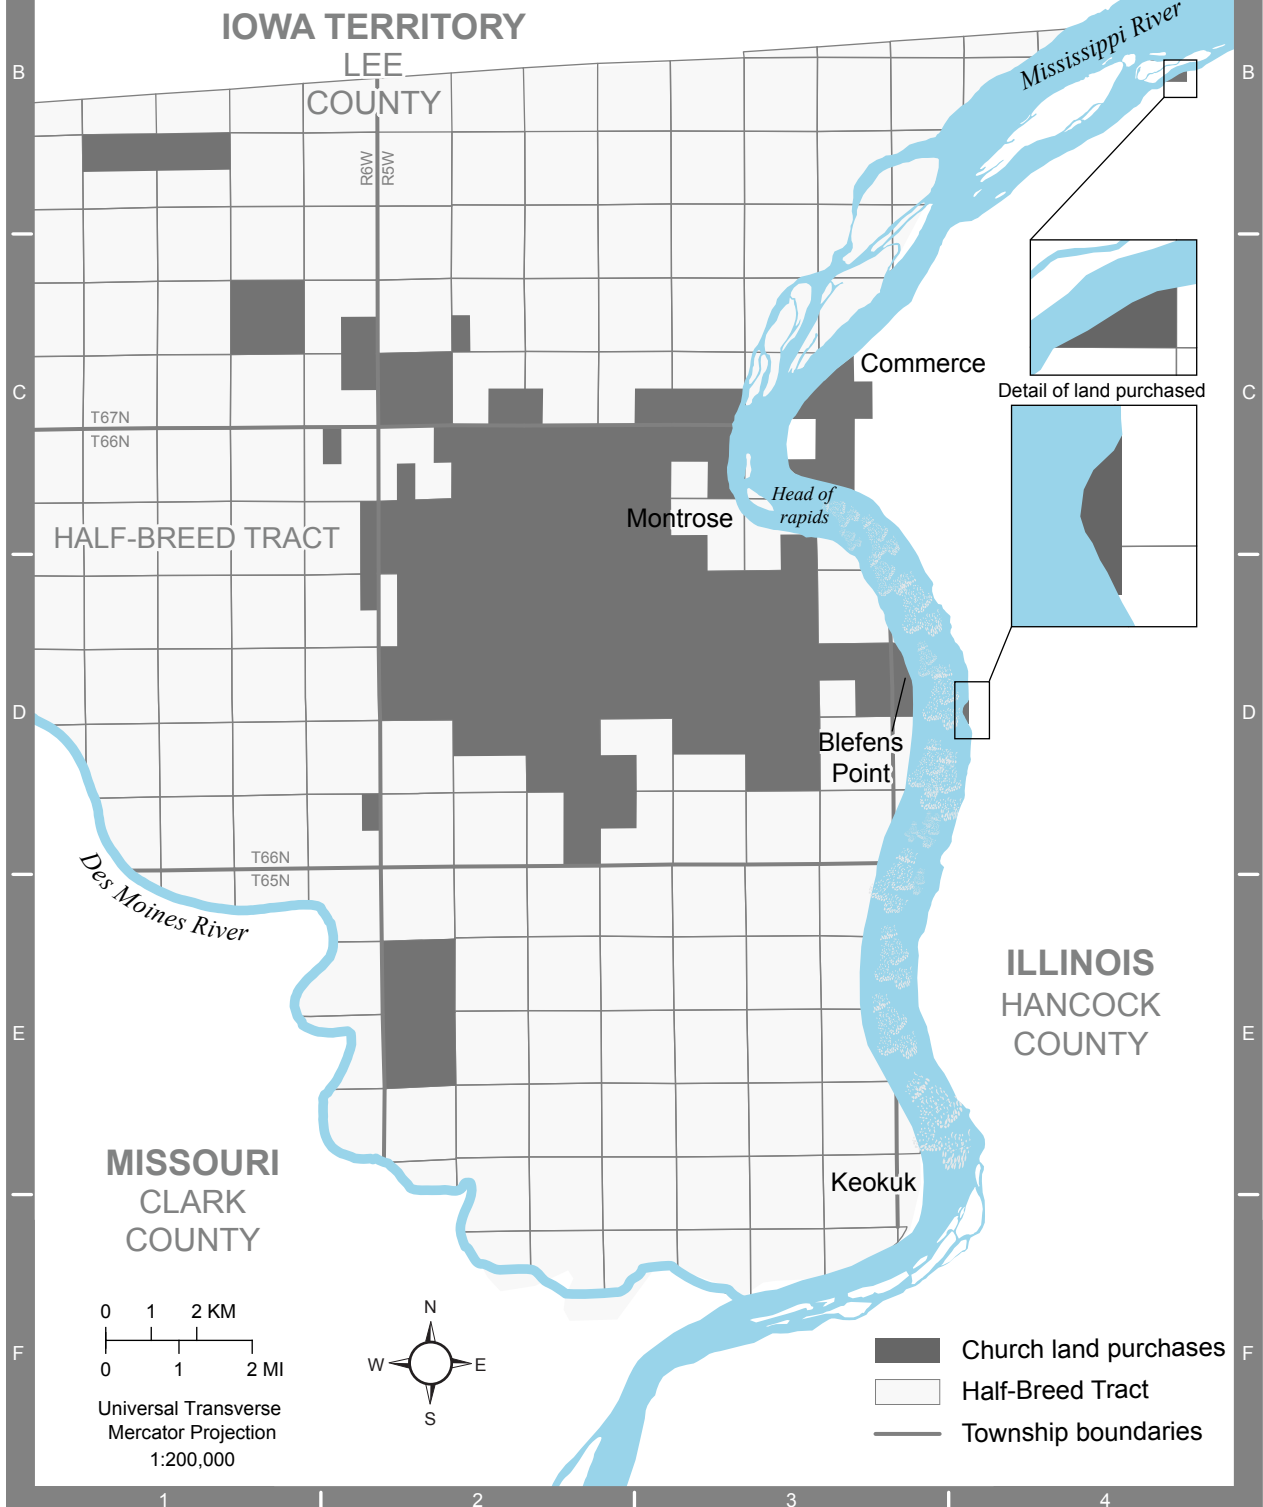 IOWA TERRITORY
LEE
COUNTY
Mississippi River
B
B
R6W
R5W
Commerce
C
C
Detail of land purchased
T67N
T66N
Head of
rapids
Montrose
HALF-BREED TRACT
D
D
Blefens
Point
T66N
T65N
Des Moines River
ILLINOIS
HANCOCK
COUNTY
E
E
MISSOURI
CLARK
COUNTY
Keokuk
0 1 2 KM
0 1 2 MI
Universal Transverse
Mercator Projection
1:200,000
N
W E
S
F
F
Church land purchases
Half-Breed Tract
Township boundaries
1 2 3 4